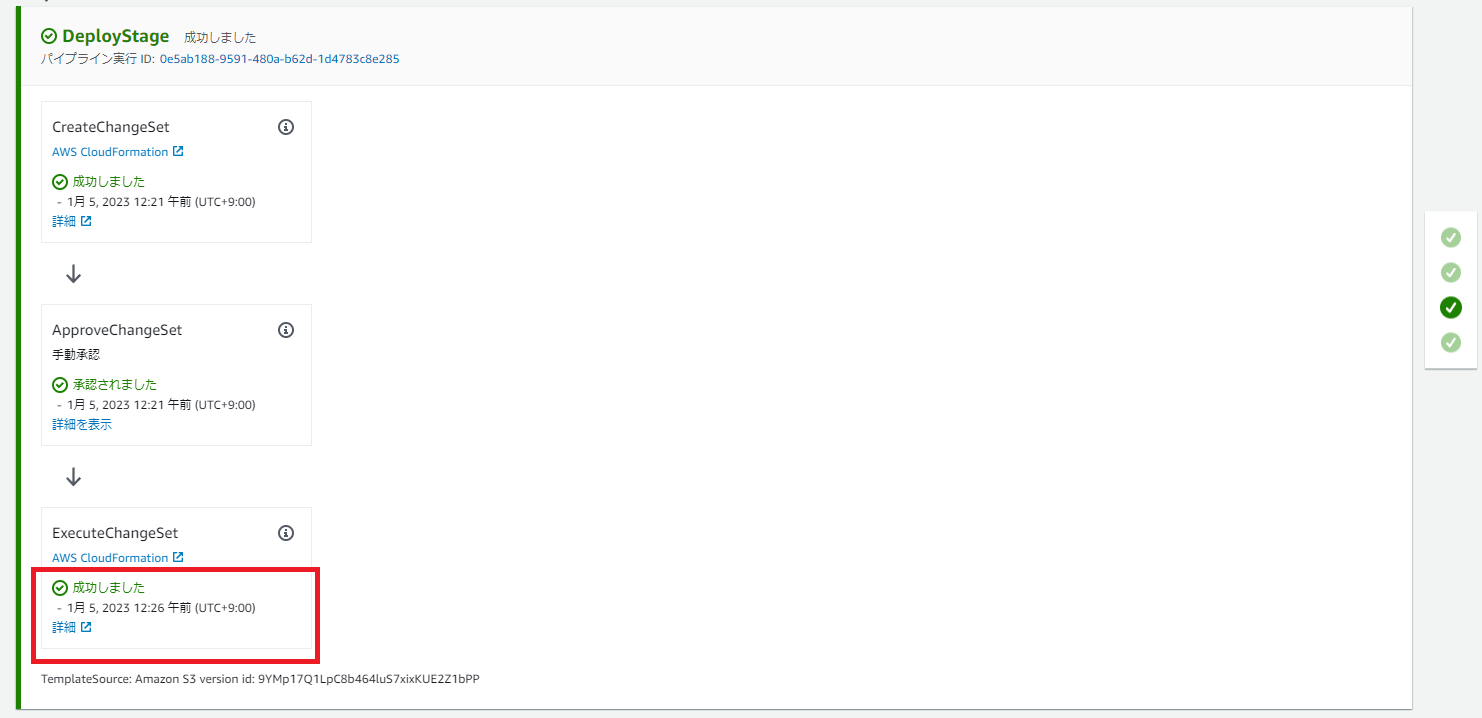 DeployStage 成功しました
パイプライン実行 ID: 0e5ab188-9591-480a-b62d-1d4783c8e285
CreateChangeSet
AWS CloudFormation
成功しました
- 1月 5, 2023 12:21 午前 (UTC+9:00)
詳細
ApproveChangeSet
手動承認
承認されました
- 1月 5, 2023 12:21 午前 (UTC+9:00)
詳細を表示
ExecuteChangeSet
AWS CloudFormation
成功しました
- 1月 5, 2023 12:26 午前 (UTC+9:00)
詳細
TemplateSource: Amazon S3 version id: 9YMp17Q1LpC8b464luS7xixKUE2Z1bPP